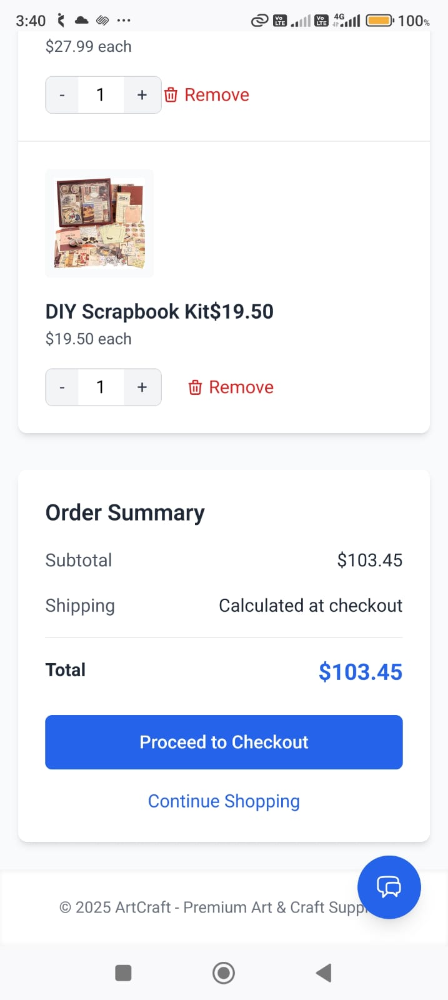 3:40
Vo LTE
Vo LTE
4G
100%
$27.99 each
- 1 +
Remove
DIY Scrapbook Kit$19.50
$19.50 each
- 1 +
Remove
Order Summary
Subtotal $103.45
Shipping Calculated at checkout
Total $103.45
Proceed to Checkout
Continue Shopping
© 2025 ArtCraft - Premium Art & Craft Supp